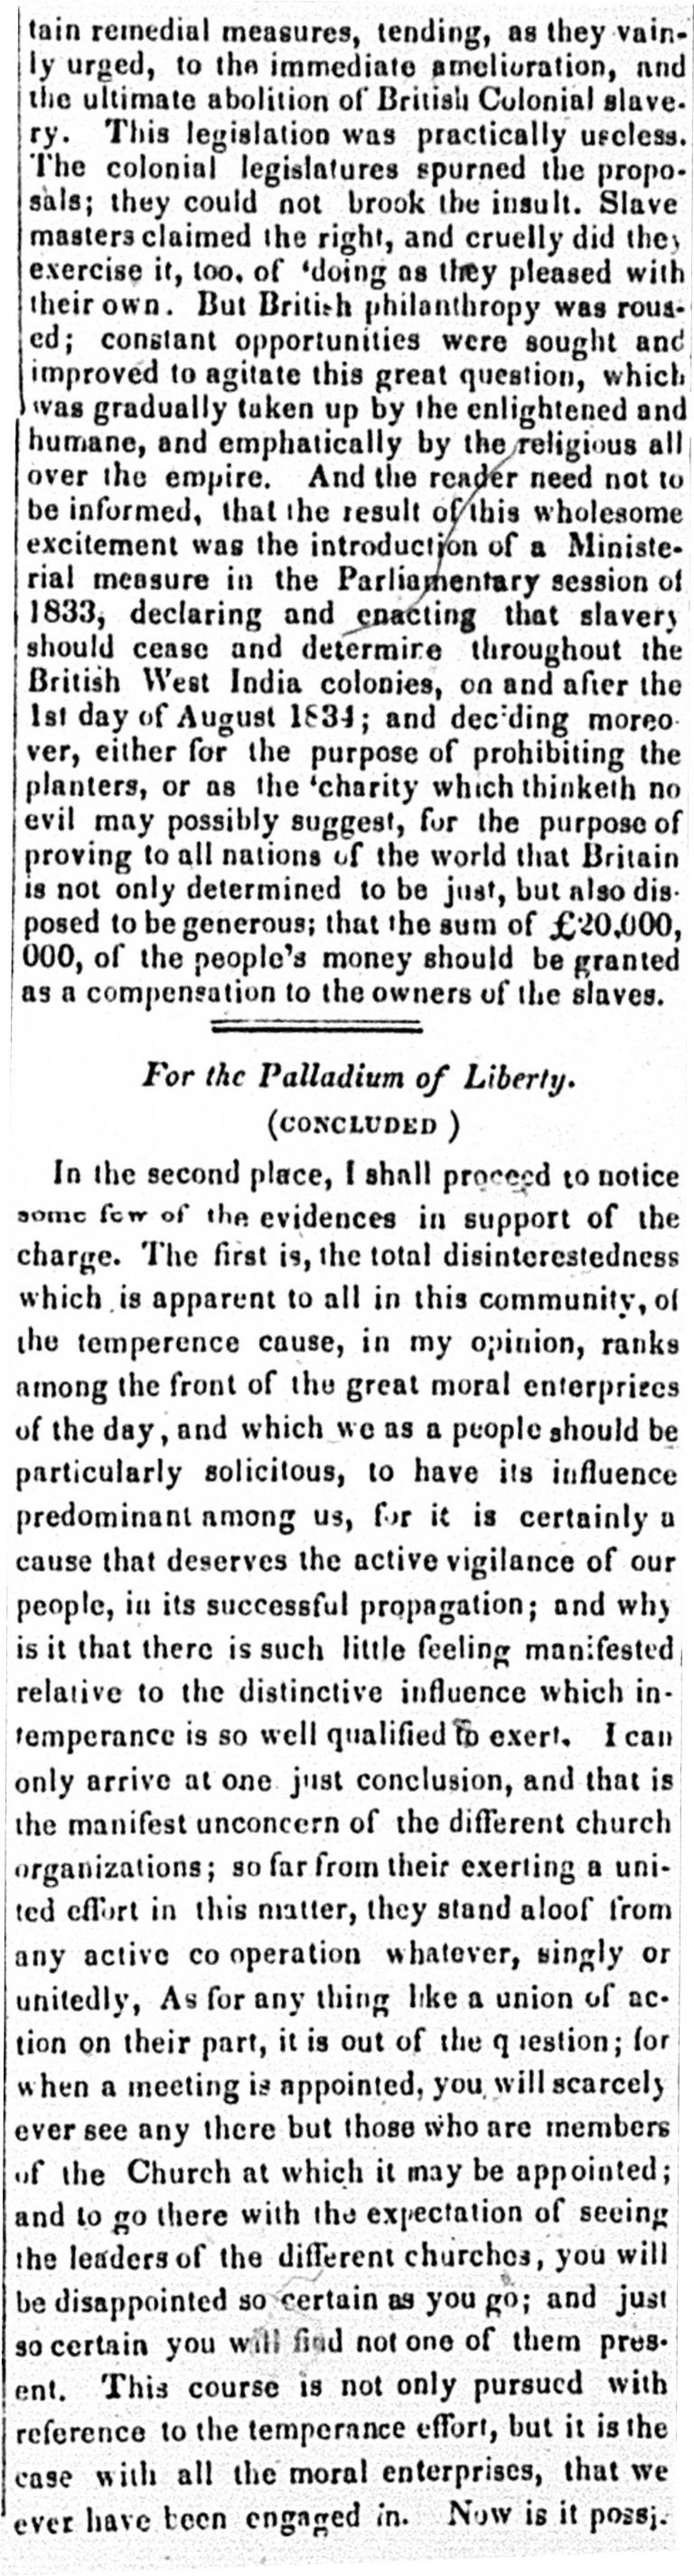 tain remedial measures, tending, as they vain-
ly urged, to the immediate amelioration, and
the ultimate abolition of British Colonial slave-
ry. This legislation was practically useless.
The colonial legislatures spurned the propo-
sals; they could not brook the insult. Slave
masters claimed the right, and cruelly did they
exercise it, too, of 'doing as they pleased with
their own. But British philanthropy was rous-
ed; constant opportunities were sought and
improved to agitate this great question, which
was gradually taken up by the enlightened and
humane, and emphatically by the religious all
over the empire. And the reader need not to
be informed, that the result of this wholesome
excitement was the introduction of a Ministe-
rial measure in the Parliamentary session of
1833, declaring and enacting that slavery
should cease and determire throughout the
British West India colonies, on and after the
1st day of August 1834; and deciding moreo-
ver, either for the purpose of prohibiting the
planters, or as the 'charity which thinketh no
evil may possibly suggest, for the purpose of
proving to all nations of the world that Britain
is not only determined to be just, but also dis-
posed to be generous; that the sum of £20,000,
000, of the people's money should be granted
as a compensation to the owners of the slaves.
For the Palladium of Liberty.
(CONCLUDED )
In the second place, I shall proceed to notice
some few of the evidences in support of the
charge. The first is, the total disinterestedness
which is apparent to all in this community, of
the temperence cause, in my opinion, ranks
among the front of the great moral enterprises
of the day, and which we as a people should be
particularly solicitous, to have its influence
predominant among us, for it is certainly a
cause that deserves the active vigilance of our
people, in its successful propagation; and why
is it that there is such little feeling manifested
relative to the distinctive influence which in-
temperance is so well qualified to exert. I can
only arrive at one just conclusion, and that is
the manifest unconcern of the different church
organizations; so far from their exerting a uni-
ted effort in this matter, they stand aloof from
any active co operation whatever, singly or
unitedly, As for any thing like a union of ac-
tion on their part, it is out of the question; for
when a meeting is appointed, you will scarcely
ever see any there but those who are members
of the Church at which it may be appointed;
and to go there with the expectation of seeing
the leaders of the different churches, you will
be disappointed so certain as you go; and just
so certain you will find not one of them pres-
ent. This course is not only pursued with
reference to the temperance effort, but it is the
case with all the moral enterprises, that we
ever have been engaged in. Now is it possi-